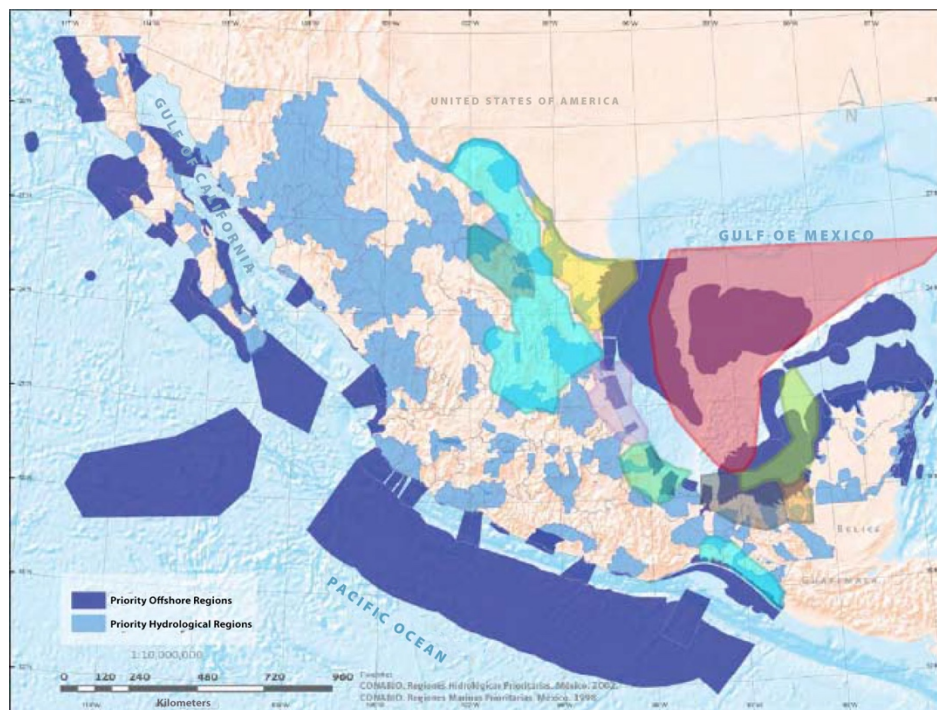 UNITED STATES OF AMERICA
N
GULF OF CALIFORNIA
GULF OF MEXICO
BELICE
GUATEMALA
PACIFIC OCEAN
Priority Offshore Regions
Priority Hydrological Regions
1:10,000,000
0 120 240 480 720 960
Kilometers
CONABIO. Regiones Hidrológicas Prioritarias. México. 2002.
CONABIO. Regiones Marinas Prioritarias. México. 1998.